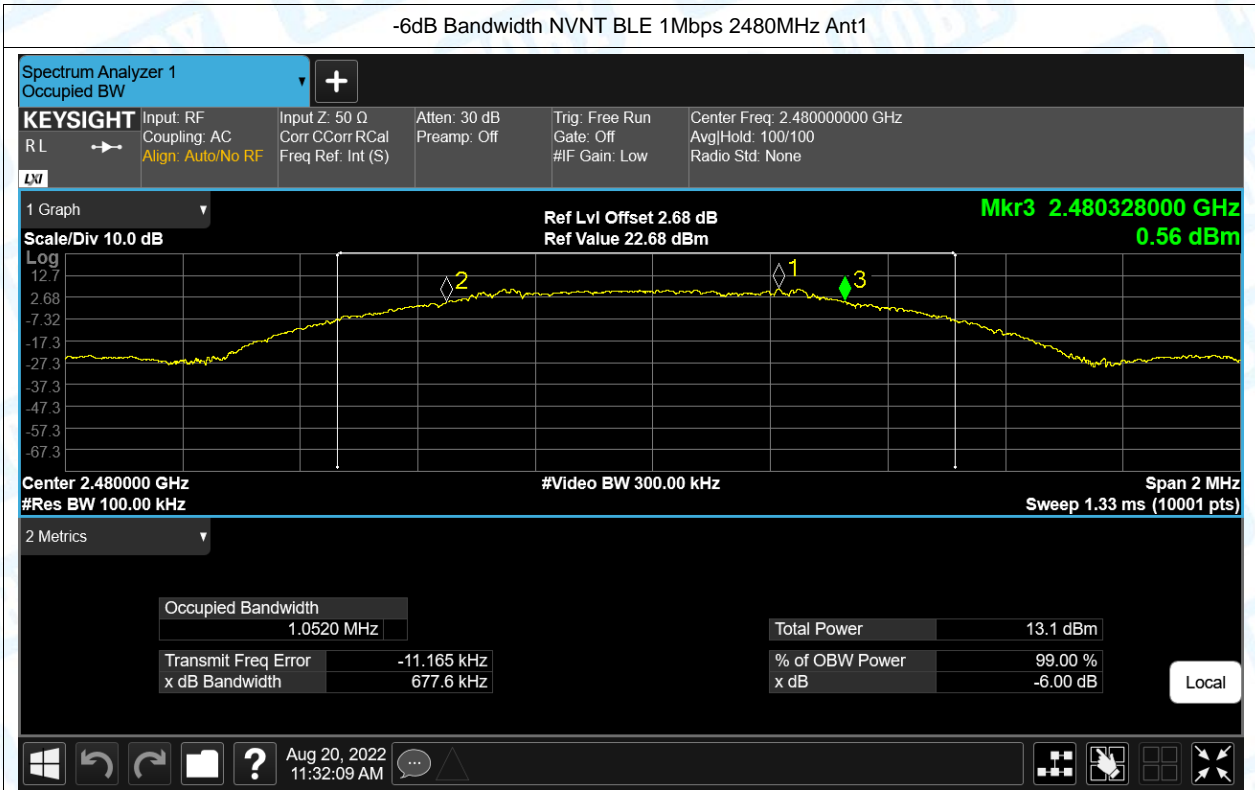 -6dB Bandwidth NVNT BLE 1Mbps 2480MHz Ant1
Spectrum Analyzer 1
Occupied BW
KEYSIGHT
R L
LXI
Input: RF
Coupling: AC
Align: Auto/No RF
Input Z: 50 Ω
Corr CCorr RCal
Freq Ref: Int (S)
Atten: 30 dB
Preamp: Off
Trig: Free Run
Gate: Off
#IF Gain: Low
Center Freq: 2.480000000 GHz
Avg|Hold: 100/100
Radio Std: None
1 Graph
Scale/Div 10.0 dB
Ref Lvl Offset 2.68 dB
Ref Value 22.68 dBm
Mkr3 2.480328000 GHz
0.56 dBm
Log
12.7
2.68
-7.32
-17.3
-27.3
-37.3
-47.3
-57.3
-67.3
2
1
3
Center 2.480000 GHz
#Res BW 100.00 kHz
#Video BW 300.00 kHz
Span 2 MHz
Sweep 1.33 ms (10001 pts)
2 Metrics
Occupied Bandwidth
1.0520 MHz
Transmit Freq Error -11.165 kHz
x dB Bandwidth 677.6 kHz
Total Power 13.1 dBm
% of OBW Power 99.00 %
x dB -6.00 dB
Local
Aug 20, 2022
11:32:09 AM